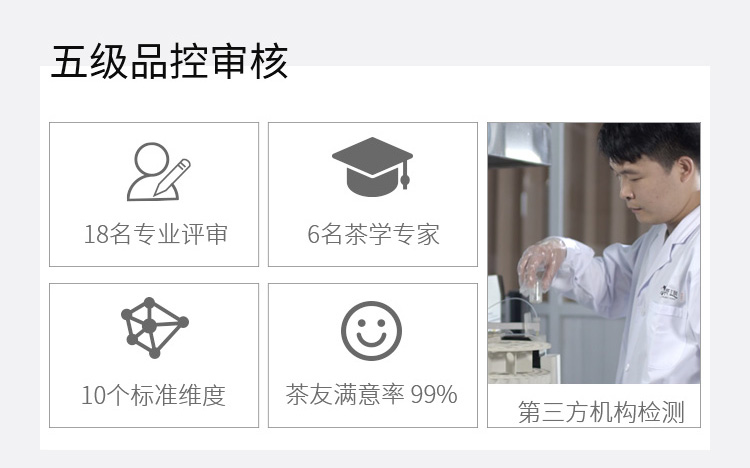 五级品控审核
18名专业评审
6名茶学专家
10个标准维度
茶友满意率 99%
第三方机构检测